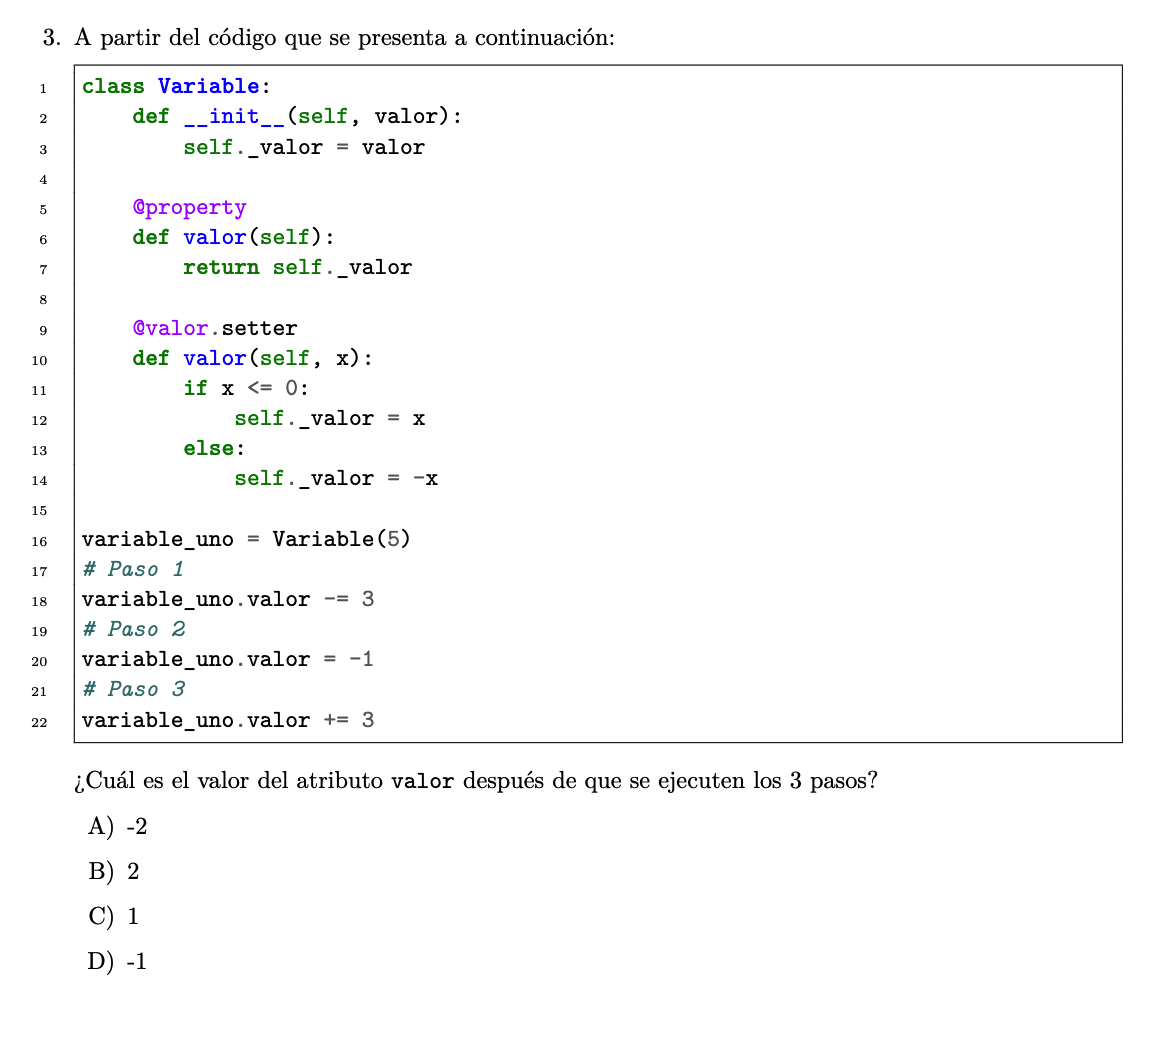 3. A partir del código que se presenta a continuación:
1 class Variable:
2     def __init__(self, valor):
3         self._valor = valor
4
5     @property
6     def valor(self):
7         return self._valor
8
9     @valor.setter
10     def valor(self, x):
11         if x <= 0:
12             self._valor = x
13         else:
14             self._valor = -x
15
16 variable_uno = Variable(5)
17 # Paso 1
18 variable_uno.valor -= 3
19 # Paso 2
20 variable_uno.valor = -1
21 # Paso 3
22 variable_uno.valor += 3
¿Cuál es el valor del atributo valor después de que se ejecuten los 3 pasos?
A) -2
B) 2
C) 1
D) -1